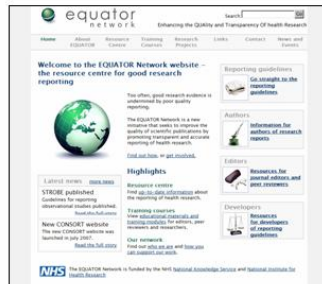 equator
network
Search
Go
Enhancing the QUAlity and Transparency Of health Research
Home
About EQUATOR
Resource Centre
Training Courses
Research Projects
Links
Contact
News and Events
Welcome to the EQUATOR Network website –
the resource centre for good research
reporting
Too often, good research evidence is
undermined by poor quality
reporting.
The EQUATOR Network is a new
initiative that seeks to improve the
quality of scientific publications by
promoting transparent and accurate
reporting of health research.
Find out how, or get involved.
Highlights
Resource centre
Find up-to-date information about
the reporting of health research.
Training courses
View educational materials and
training modules for editors, peer
reviewers and researchers.
Our network
Find out who we are and how you
can support our work.
Latest news
more news
STROBE published
Guidelines for reporting
observational studies published.
Read the full story
New CONSORT website
The new CONSORT website was
launched in July 2007.
Read the full story
Reporting guidelines
Go straight to the
reporting
guidelines
Authors
Information for
authors of research
reports
Editors
Resources for
journal editors and
peer reviewers
Developers
Resources
for developers
of reporting
guidelines
NHS
The EQUATOR Network is funded by the NHS National Knowledge Service and National Institute for
Health Research